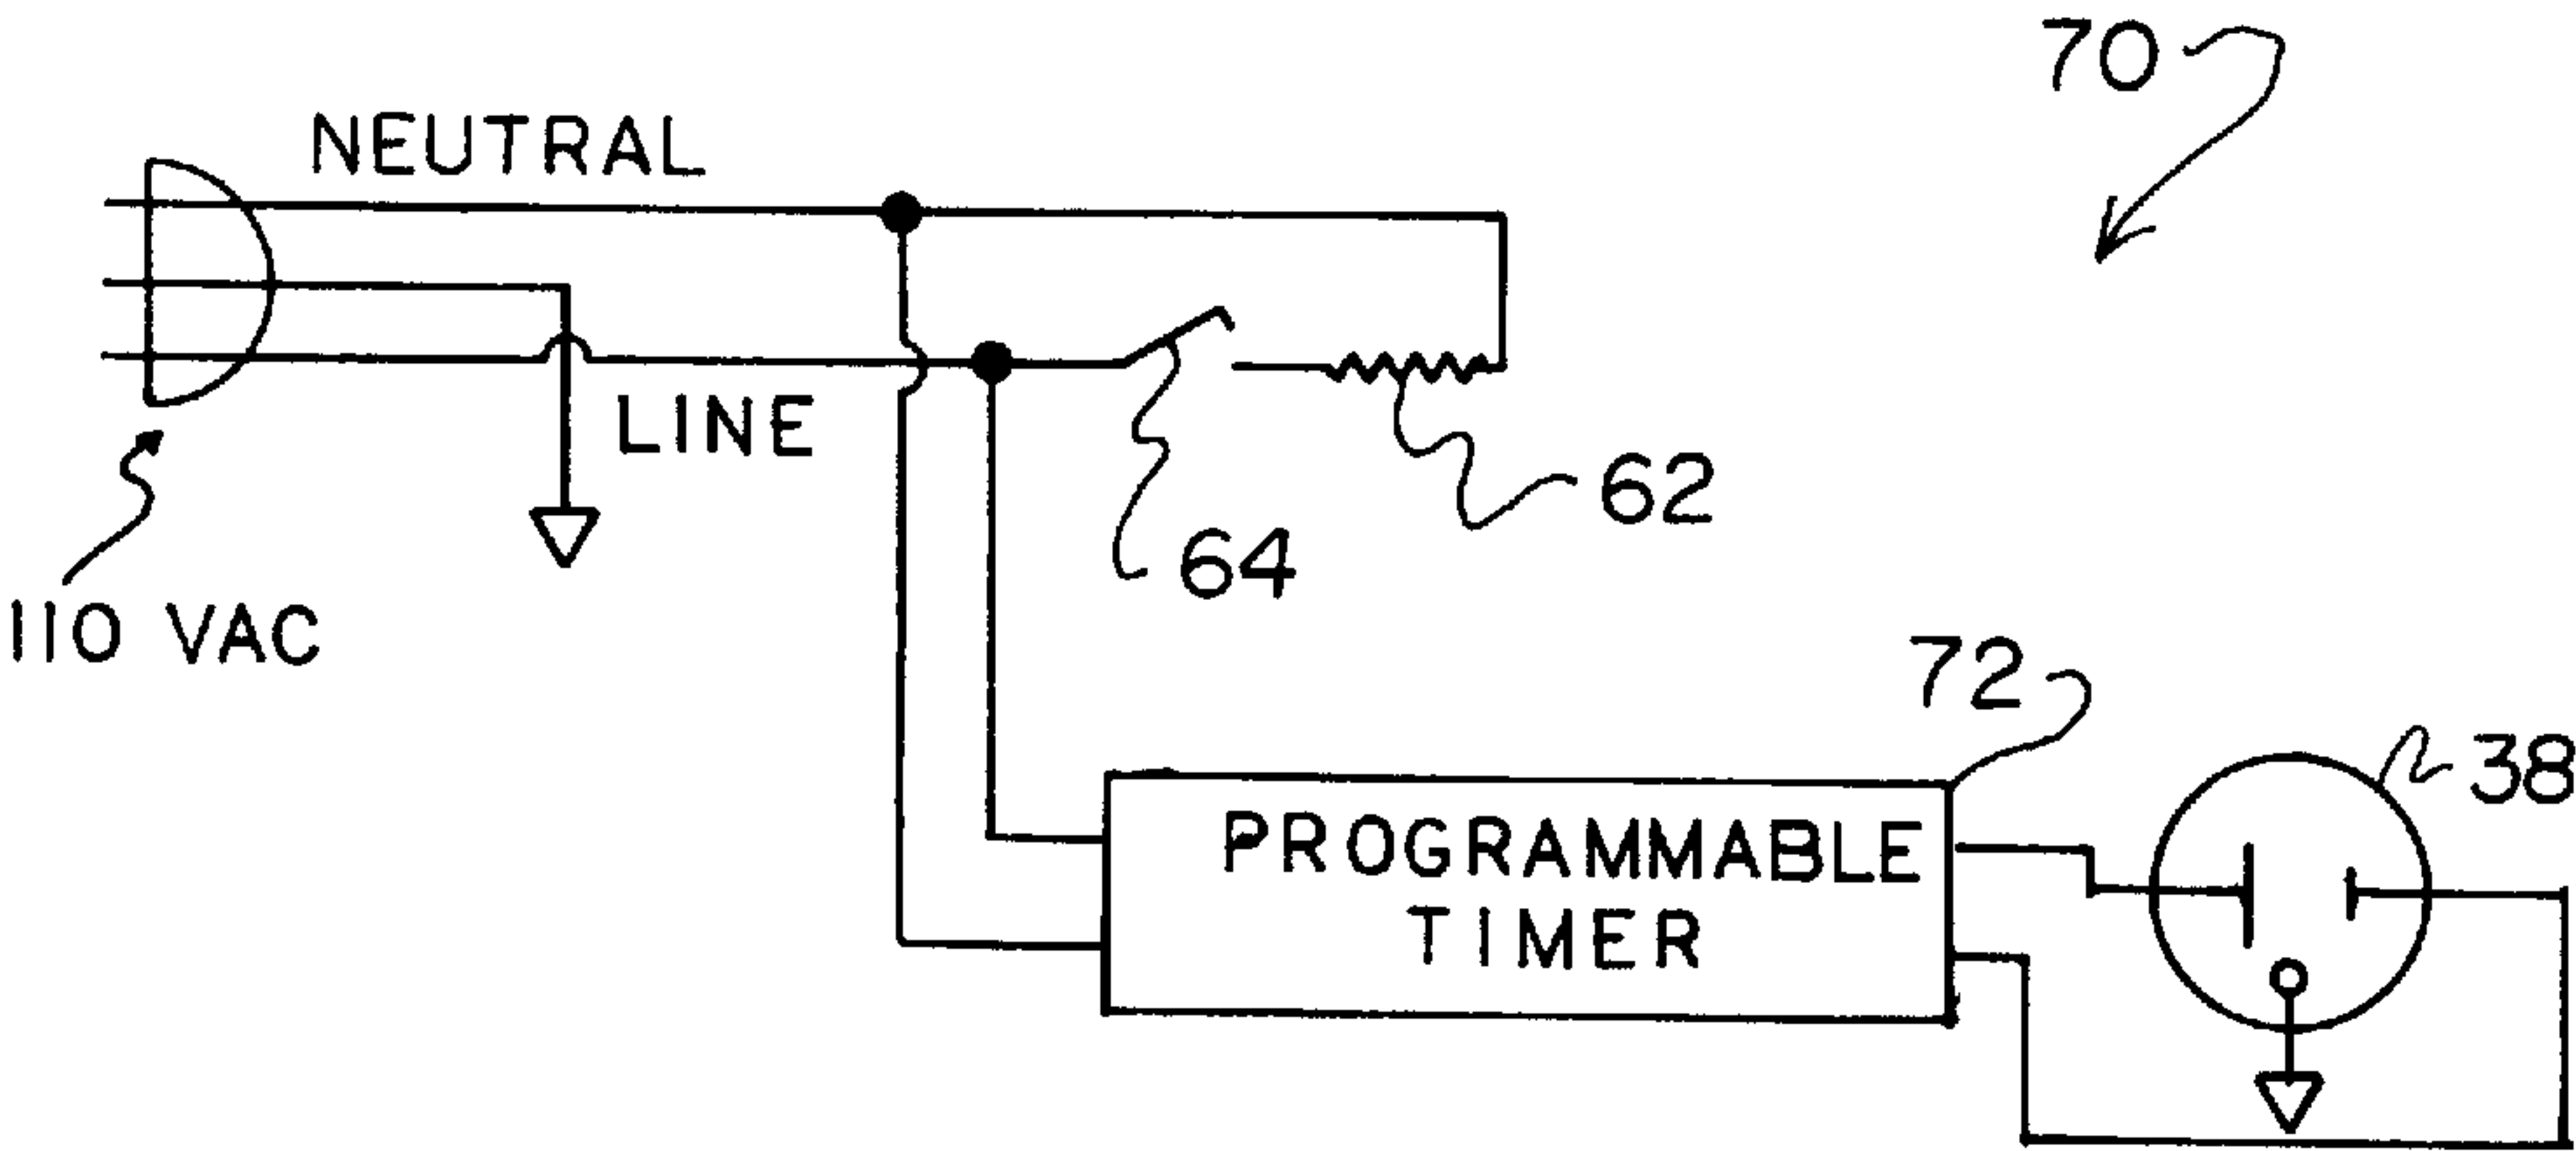 70
NEUTRAL
LINE
62
64
110 VAC
72
38
PROGRAMMABLE
TIMER